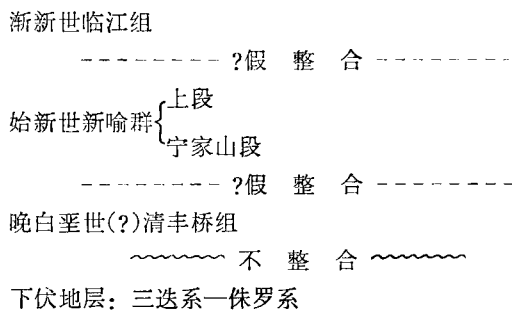 渐新世临江组
--------?假 整 合--------
始新世新喻群{上段
宁家山段
--------?假 整 合--------
晚白垩世(?)清丰桥组
~~~~~~不 整 合~~~~~~
下伏地层：三迭系—侏罗系